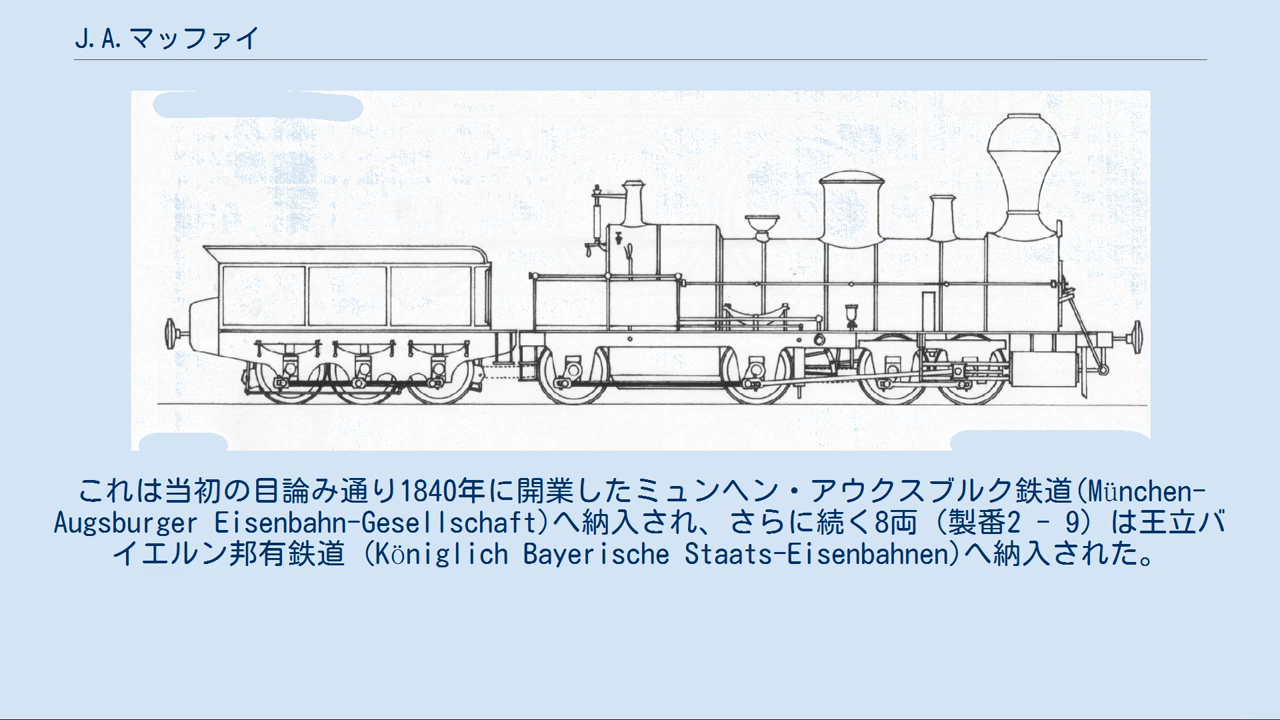 J.A.マッファイ
これは当初の目論み通り1840年に開業したミュンヘン・アウクスブルク鉄道(München-
Augsburger Eisenbahn-Gesellschaft)へ納入され、さらに続く8両 (製番2 - 9) は王立バ
イエルン邦有鉄道 (Königlich Bayerische Staats-Eisenbahnen)へ納入された。